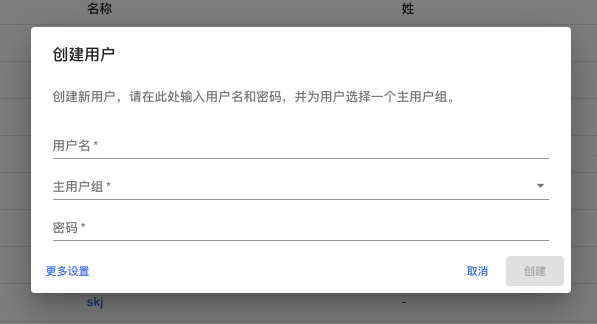 名称 姓
创建用户
创建新用户，请在此处输入用户名和密码，并为用户选择一个主用户组。
用户名 *
主用户组 *
密码 *
更多设置 取消 创建
skj -